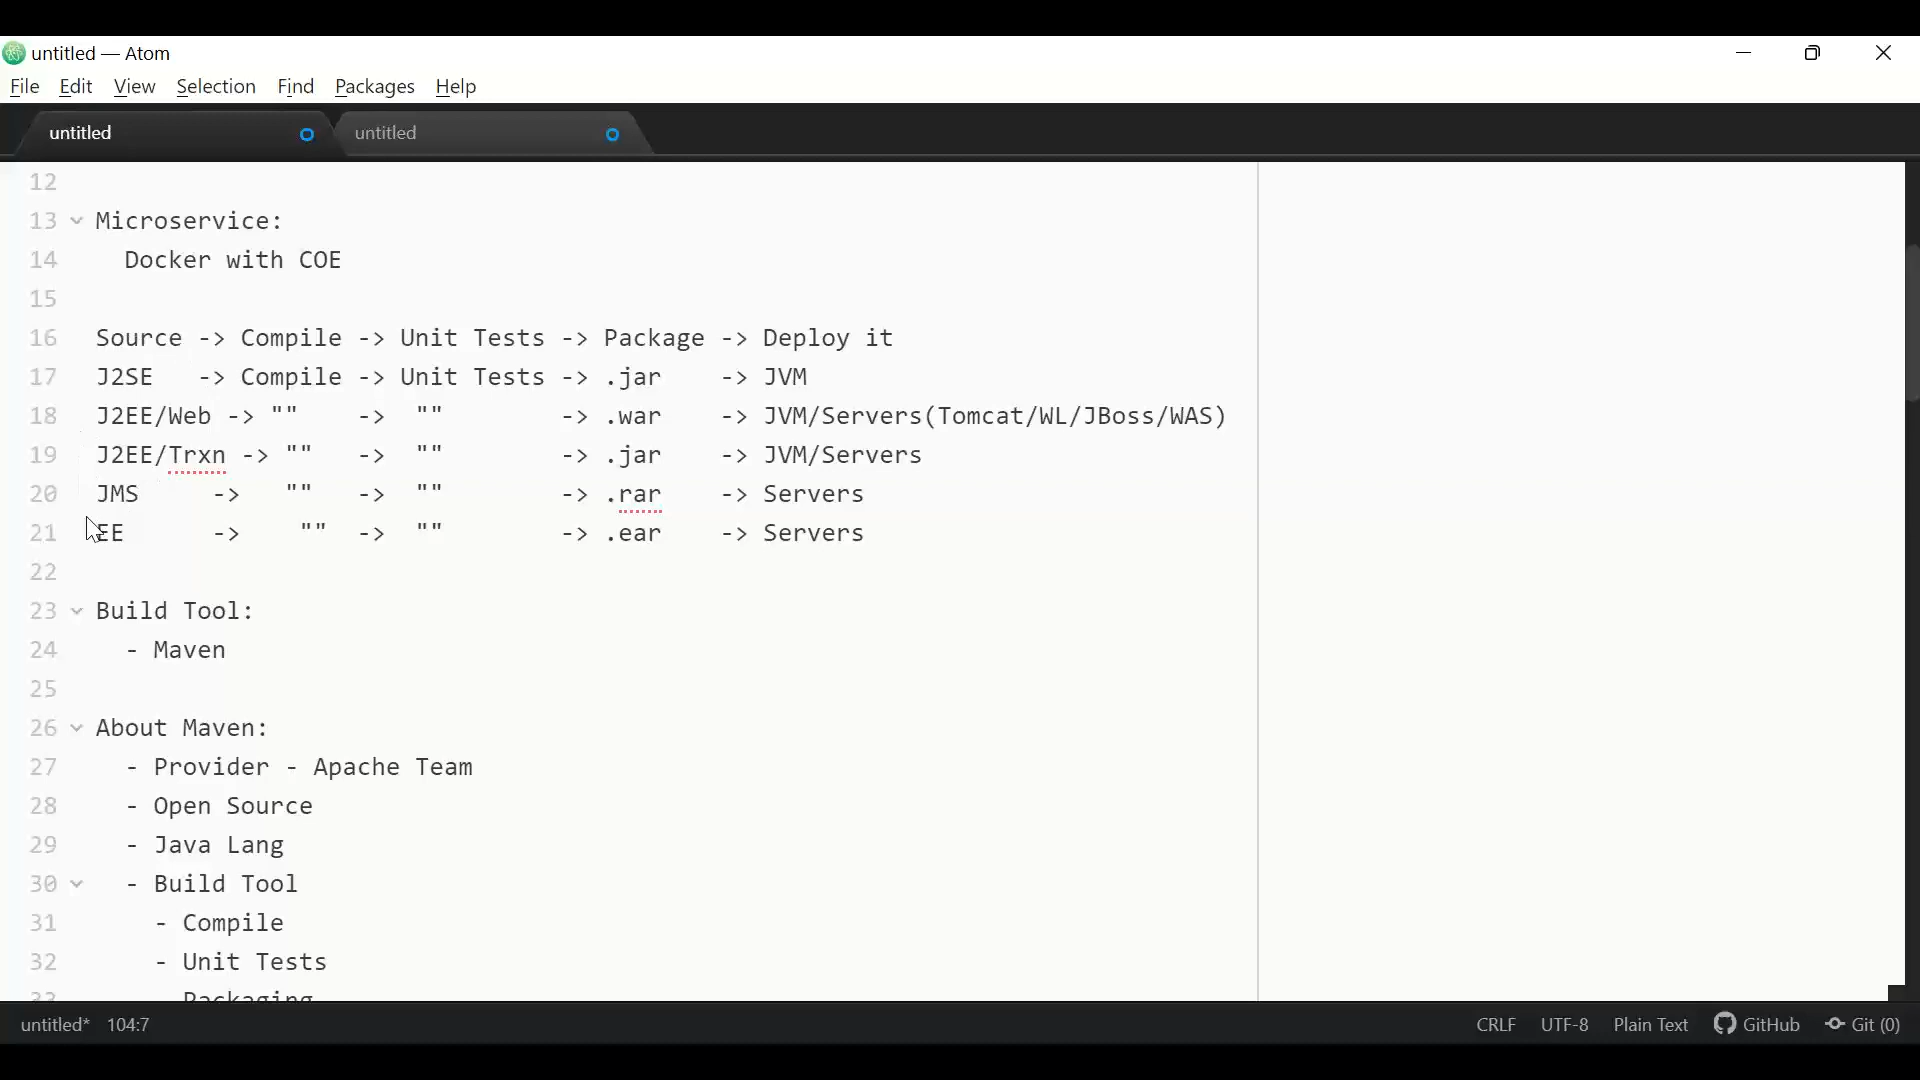 untitled — Atom
File Edit View Selection Find Packages Help
untitled untitled
12
13 Microservice:
14 Docker with COE
15
16 Source -> Compile -> Unit Tests -> Package -> Deploy it
17 J2SE -> Compile -> Unit Tests -> .jar -> JVM
18 J2EE/Web -> "" -> "" -> .war -> JVM/Servers(Tomcat/WL/JBoss/WAS)
19 J2EE/Trxn -> "" -> "" -> .jar -> JVM/Servers
20 JMS -> "" -> "" -> .rar -> Servers
21 EE -> "" -> "" -> .ear -> Servers
22
23 Build Tool:
24 - Maven
25
26 About Maven:
27 - Provider - Apache Team
28 - Open Source
29 - Java Lang
30 - Build Tool
31 - Compile
32 - Unit Tests
33 Packaging
untitled* 104:7 CRLF UTF-8 Plain Text GitHub Git (0)